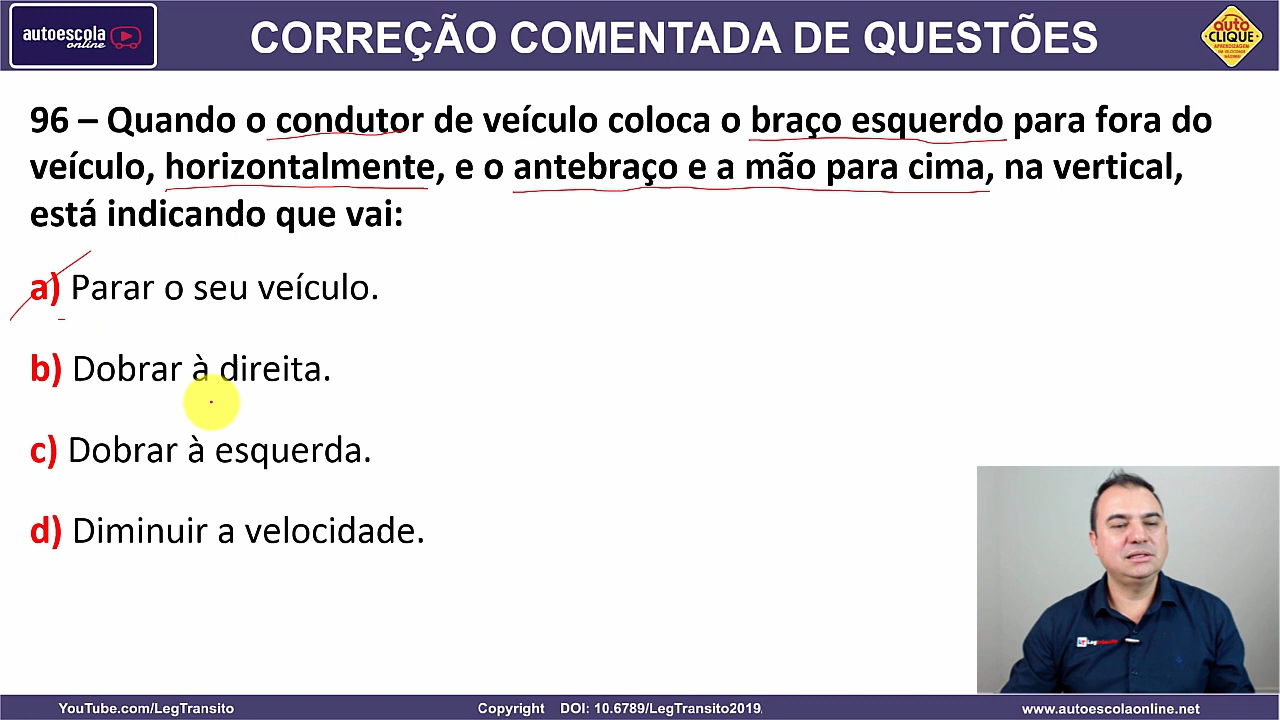 autoescola
online
CORREÇÃO COMENTADA DE QUESTÕES
auto
CLIQUE
96 – Quando o condutor de veículo coloca o braço esquerdo para fora do
veículo, horizontalmente, e o antebraço e a mão para cima, na vertical,
está indicando que vai:
a) Parar o seu veículo.
b) Dobrar à direita.
c) Dobrar à esquerda.
d) Diminuir a velocidade.
YouTube.com/LegTransito
Copyright DOI: 10.6789/LegTransito2019
www.autoescolaonline.net